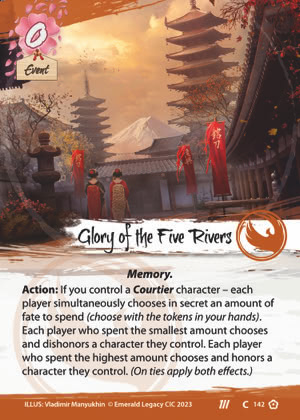 0
Event
Glory of the Five Rivers
Memory.
Action: If you control a Courtier character – each
player simultaneously chooses in secret an amount of
fate to spend (choose with the tokens in your hands).
Each player who spent the smallest amount chooses
and dishonors a character they control. Each player
who spent the highest amount chooses and honors a
character they control. (On ties apply both effects.)
ILLUS: Vladimir Manyukhin © Emerald Legacy CIC 2023
C 142